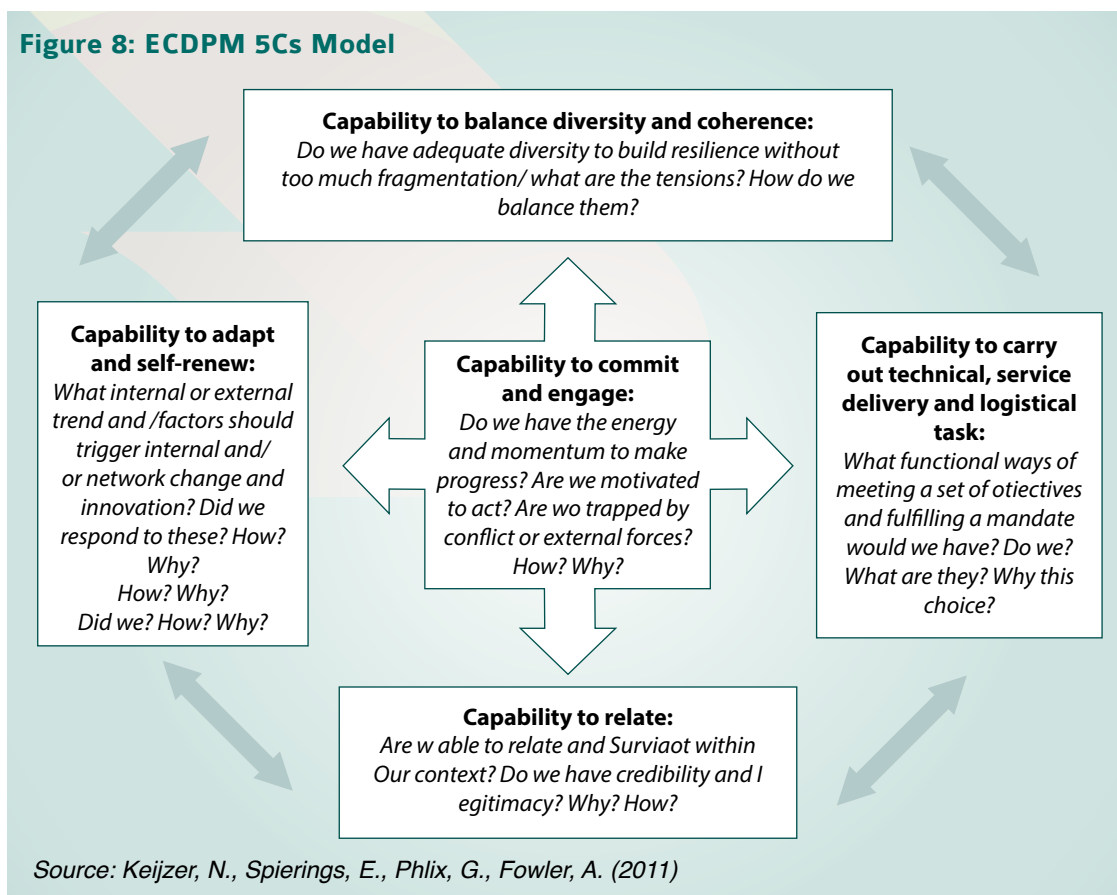 Figure 8: ECDPM 5Cs Model
Capability to balance diversity and coherence:
Do we have adequate diversity to build resilience without
too much fragmentation/ what are the tensions? How do we
balance them?
Capability to adapt
and self-renew:
What internal or external
trend and /factors should
trigger internal and/
or network change and
innovation? Did we
respond to these? How?
Why?
How? Why?
Did we? How? Why?
Capability to commit
and engage:
Do we have the energy
and momentum to make
progress? Are we motivated
to act? Are wo trapped by
conflict or external forces?
How? Why?
Capability to carry
out technical, service
delivery and logistical
task:
What functional ways of
meeting a set of otiectives
and fulfilling a mandate
would we have? Do we?
What are they? Why this
choice?
Capability to relate:
Are w able to relate and Surviaot within
Our context? Do we have credibility and I
egitimacy? Why? How?
Source: Keijzer, N., Spierings, E., Phlix, G., Fowler, A. (2011)